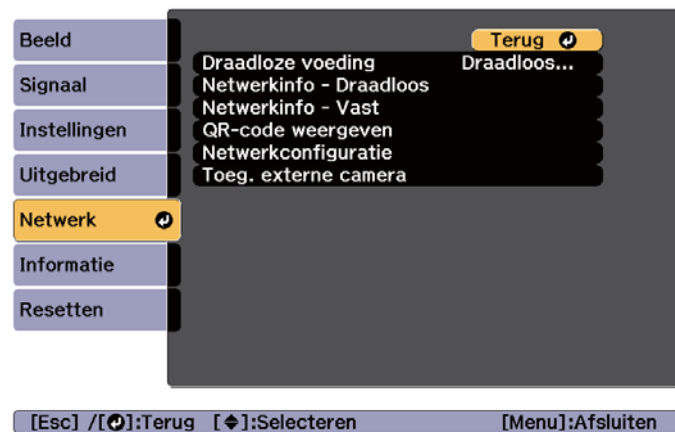 Beeld
Signaal
Instellingen
Uitgebreid
Netwerk
Informatie
Resetten
Terug
Draadloze voeding Draadloos...
Netwerkinfo - Draadloos
Netwerkinfo - Vast
QR-code weergeven
Netwerkconfiguratie
Toeg. externe camera
[Esc] /[↲]:Terug [◆]:Selecteren [Menu]:Afsluiten